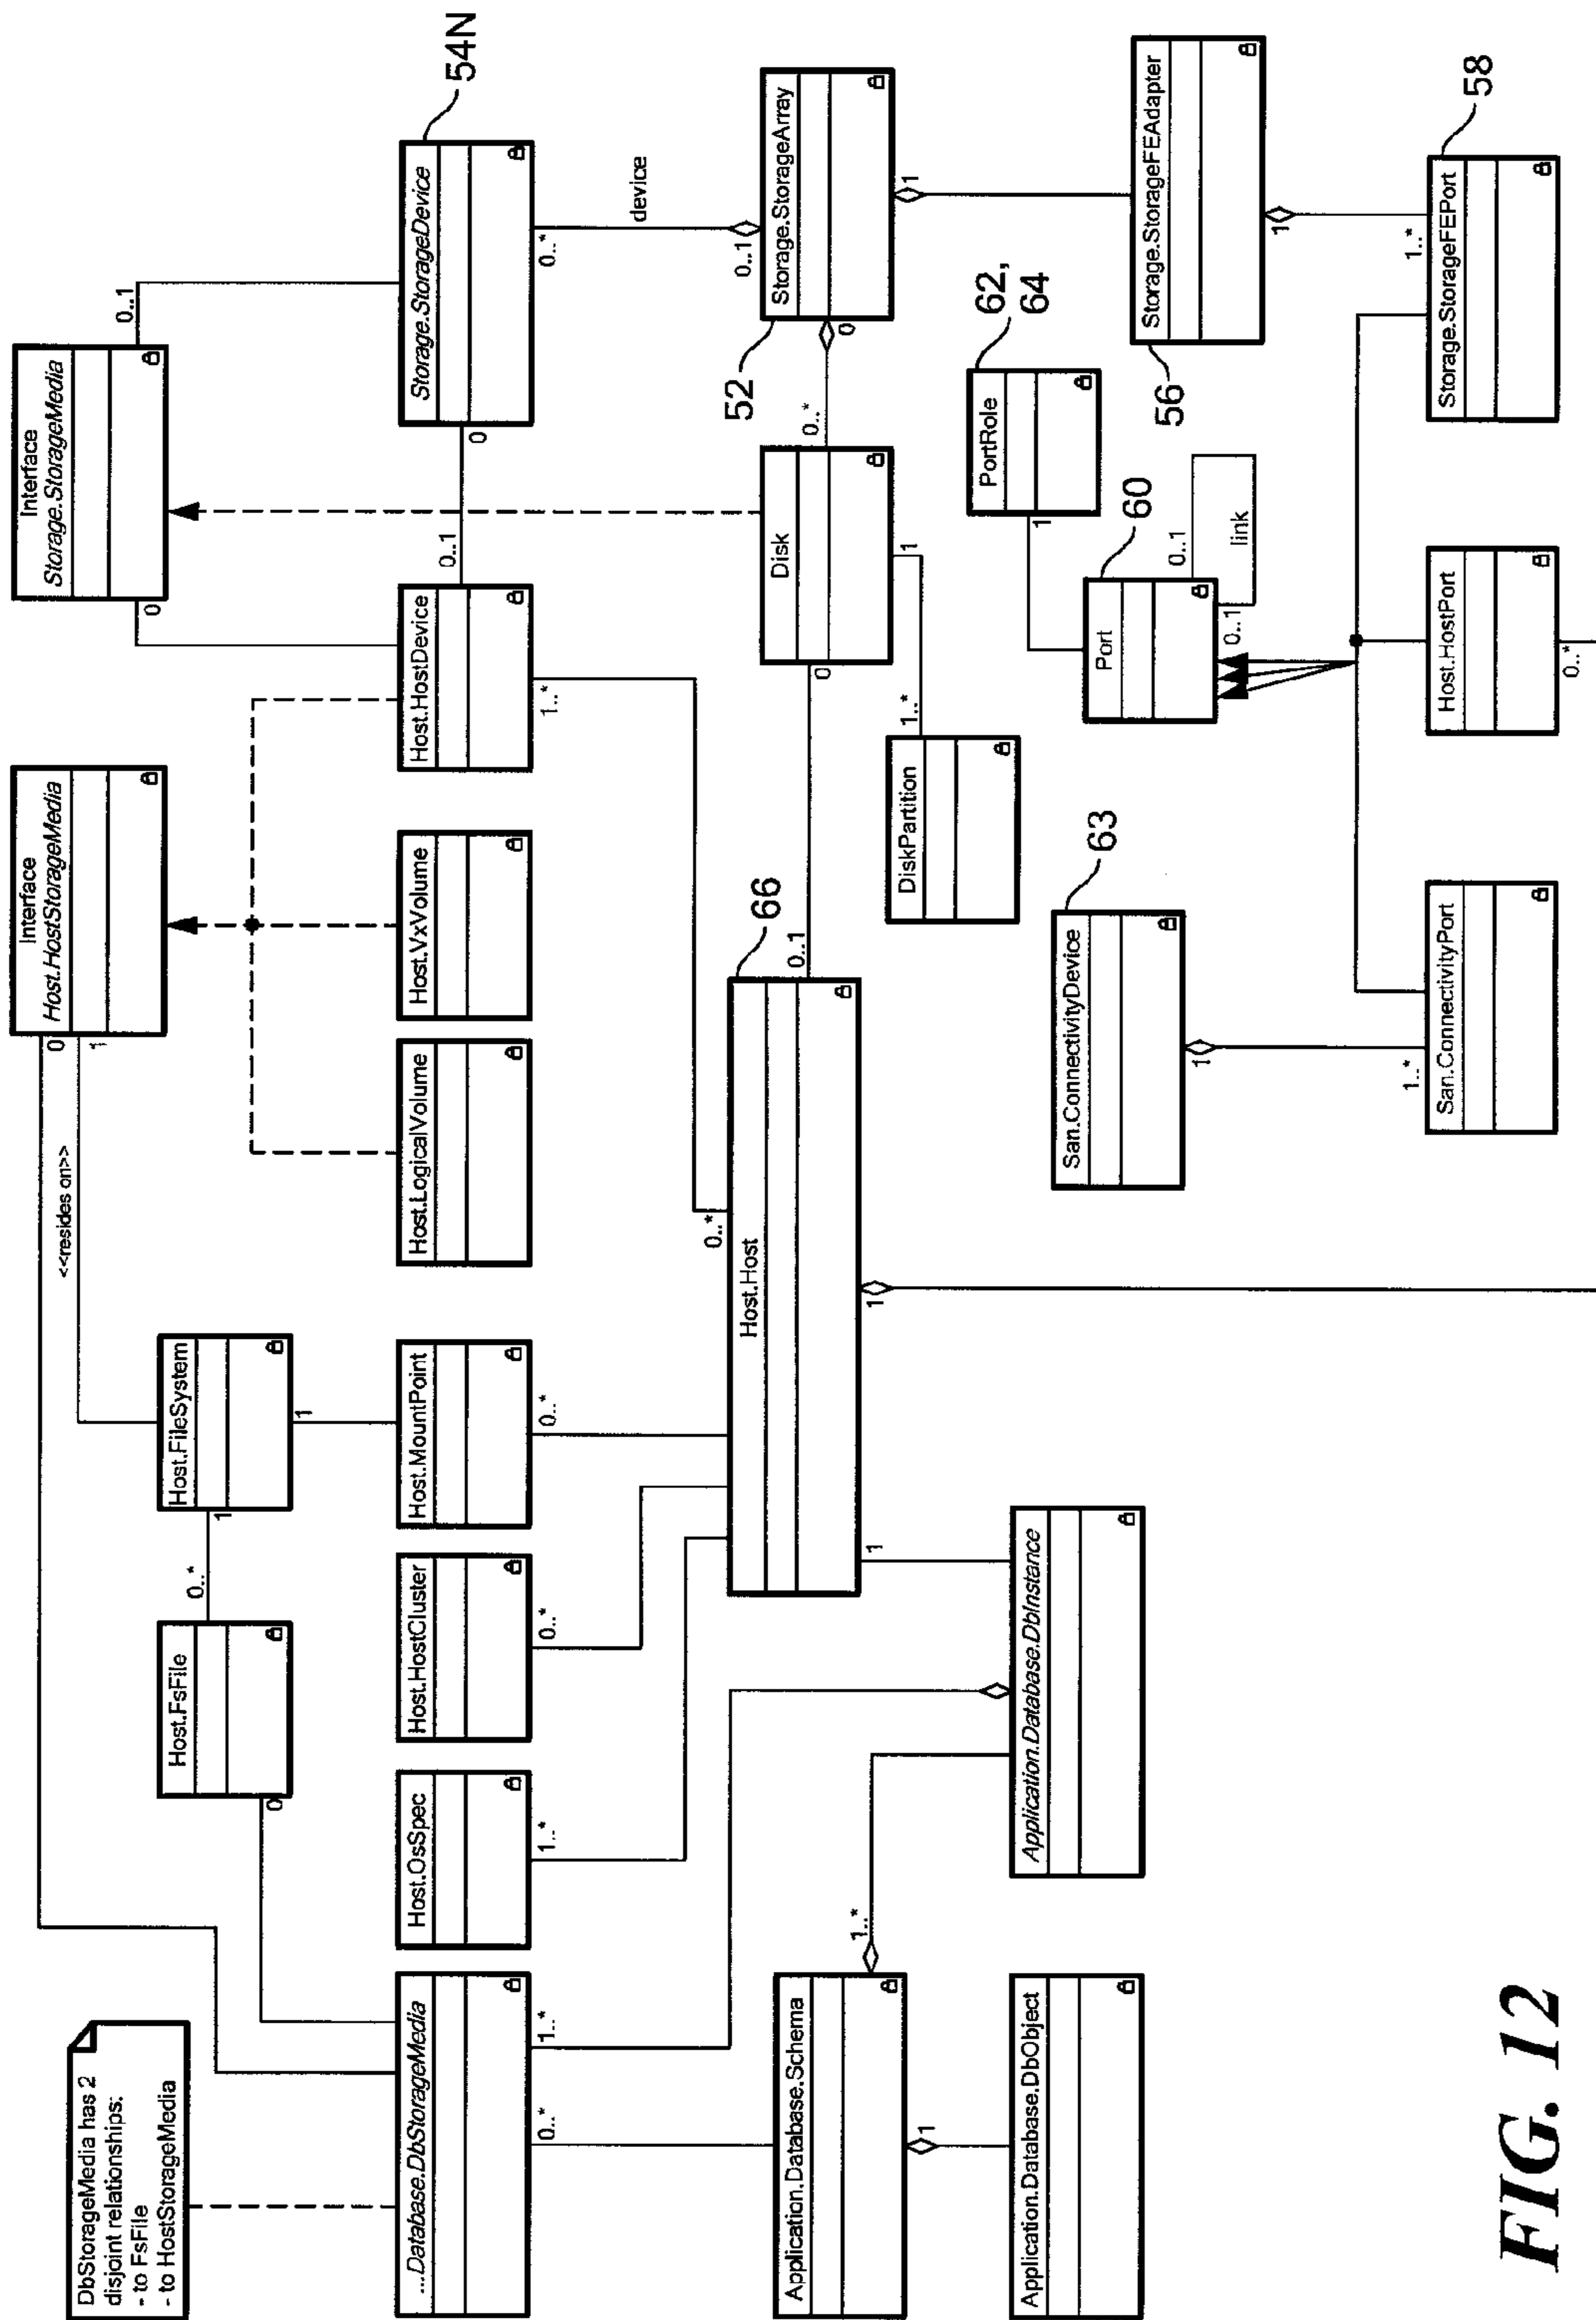 DbStorageMedia has 2
disjoint relationships:
- to FsFile
- to HostStorageMedia
<<resides on>>
0
1
Interface
Host.HostStorageMedia
Interface
Storage.StorageMedia
0
0..1
Host.FsFile
0
0..*
1
Host.FileSystem
1
...Database.DbStorageMedia
0..*
1..*
Host.OsSpec
1..*
Host.HostCluster
0..*
Host.MountPoint
0..*
Host.LogicalVolume
Host.VxVolume
Host.HostDevice
1..*
0..1
0
Storage.StorageDevice
54N
0..*
device
0..1
Application.Database.Schema
1..*
1
Host.Host
66
0..*
0..1
1
1
Disk
0
0..*
1
0
52
Storage.StorageArray
1
Application.Database.DbObject
Application.Database.DbInstance
DiskPartition
1..*
San.ConnectivityDevice
63
1
Port
60
0..1
0..1
link
1
PortRole
62,
64
56
Storage.StorageFEAdapter
1
San.ConnectivityPort
1..*
Host.HostPort
0..*
Storage.StorageFEPort
1..*
58
FIG. 12